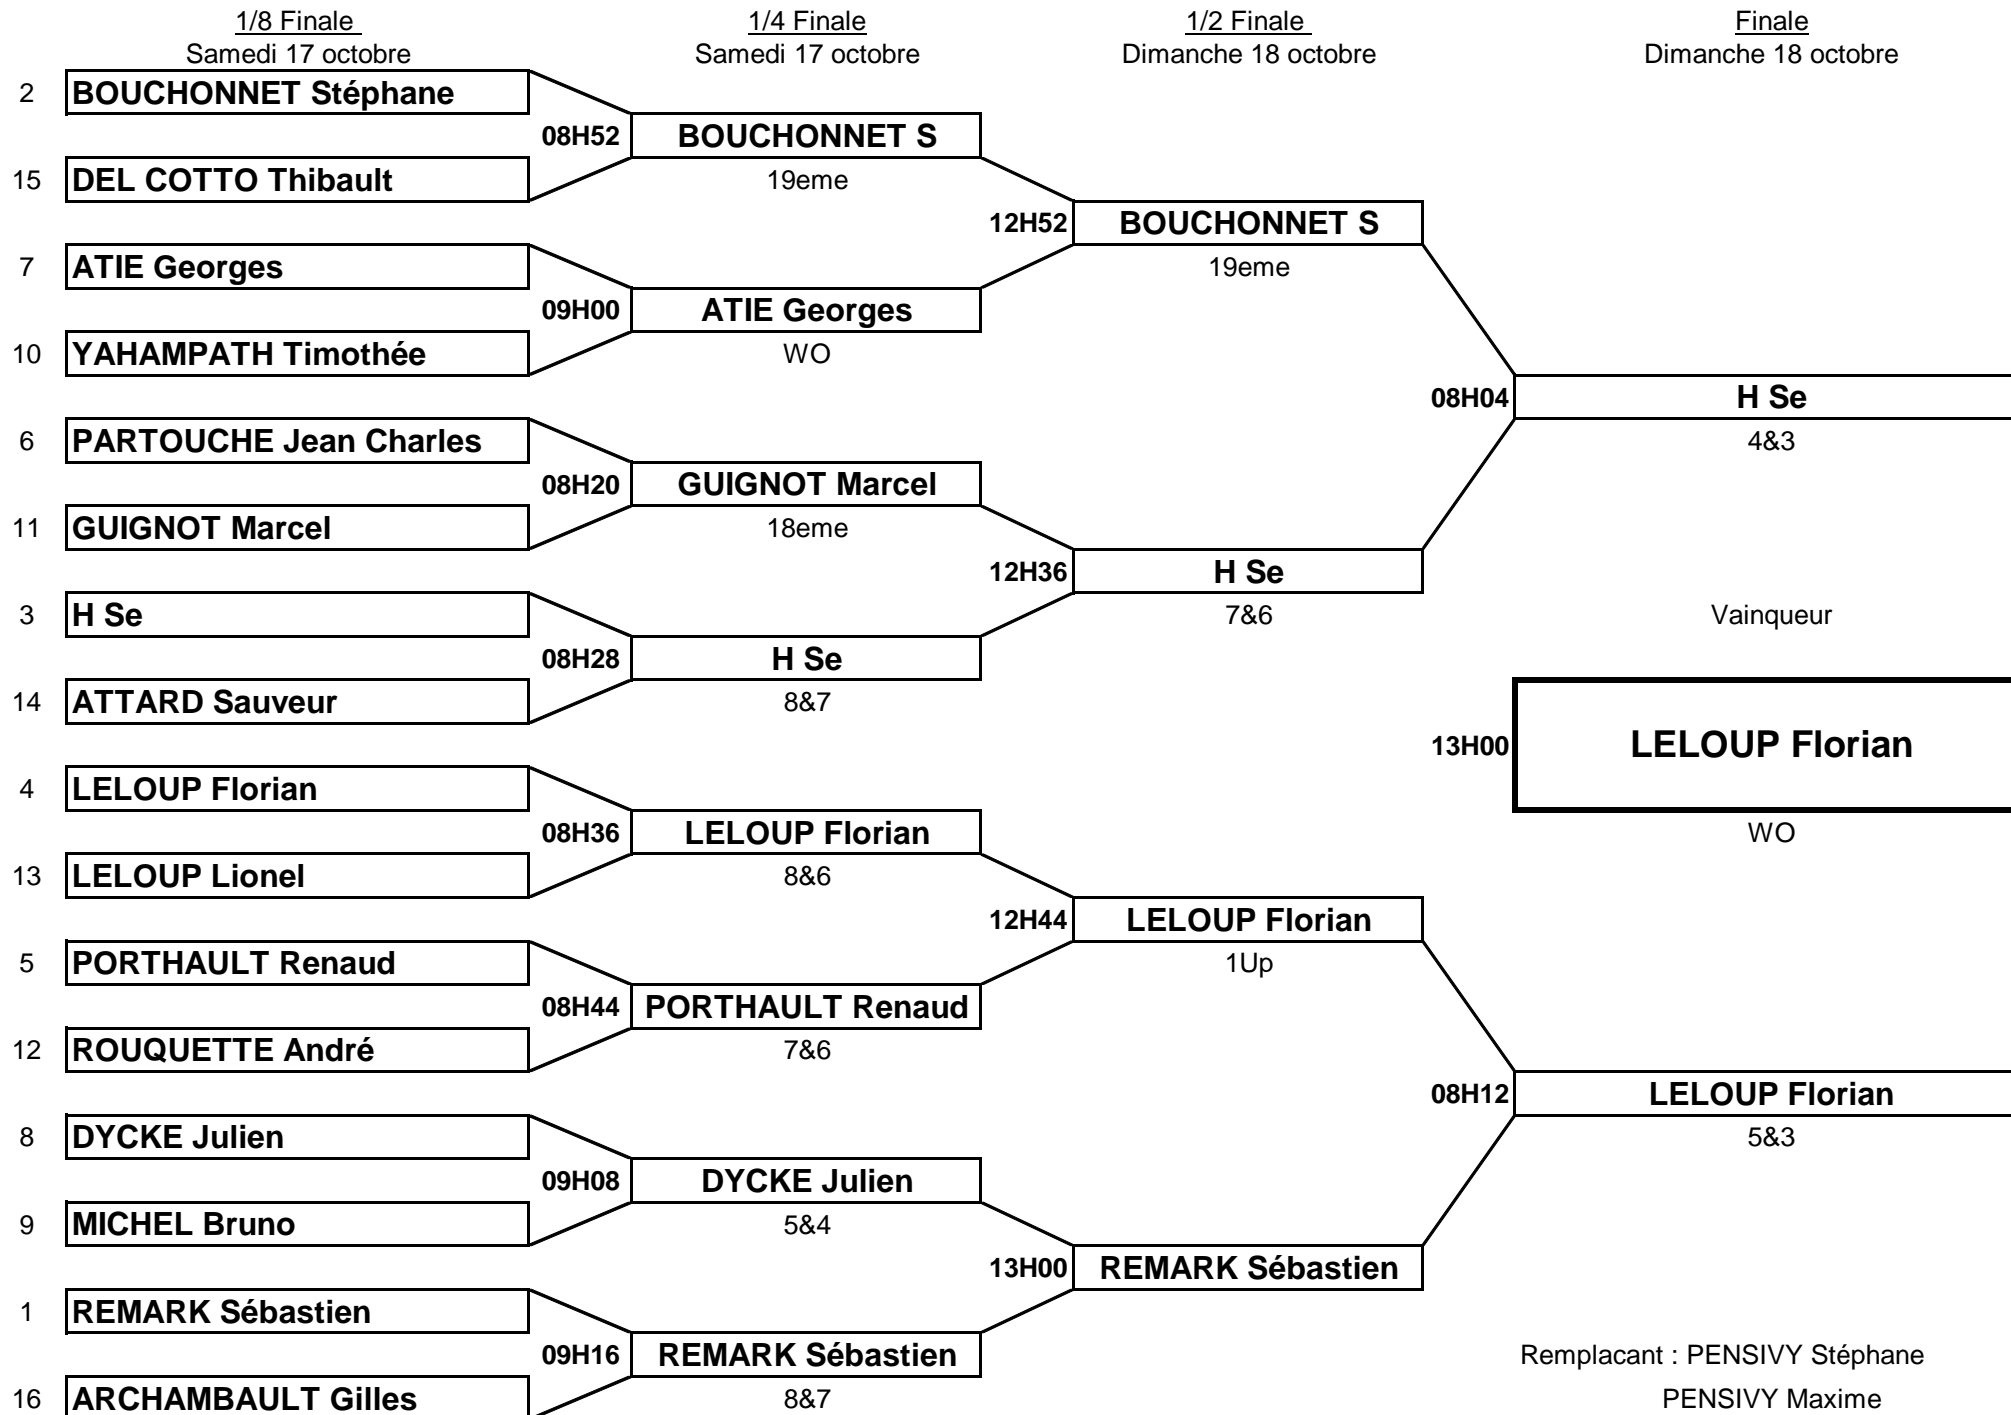 1/8 Finale
1/4 Finale
1/2 Finale
Finale
Samedi 17 octobre
Samedi 17 octobre
Dimanche 18 octobre
Dimanche 18 octobre
2 BOUCHONNET Stéphane
08H52 BOUCHONNET S
15 DEL COTTO Thibault
19eme
12H52 BOUCHONNET S
7 ATIE Georges
19eme
09H00 ATIE Georges
10 YAHAMPATH Timothée
WO
08H04 H Se
6 PARTOUCHE Jean Charles
4&3
08H20 GUIGNOT Marcel
11 GUIGNOT Marcel
18eme
12H36 H Se
3 H Se
7&6
Vainqueur
08H28 H Se
14 ATTARD Sauveur
8&7
13H00 LELOUP Florian
4 LELOUP Florian
08H36 LELOUP Florian
WO
13 LELOUP Lionel
8&6
12H44 LELOUP Florian
5 PORTHAULT Renaud
1Up
08H44 PORTHAULT Renaud
12 ROUQUETTE André
7&6
08H12 LELOUP Florian
8 DYCKE Julien
5&3
09H08 DYCKE Julien
9 MICHEL Bruno
5&4
13H00 REMARK Sébastien
1 REMARK Sébastien
09H16 REMARK Sébastien
Remplacant : PENSIVY Stéphane
16 ARCHAMBAULT Gilles
8&7
PENSIVY Maxime